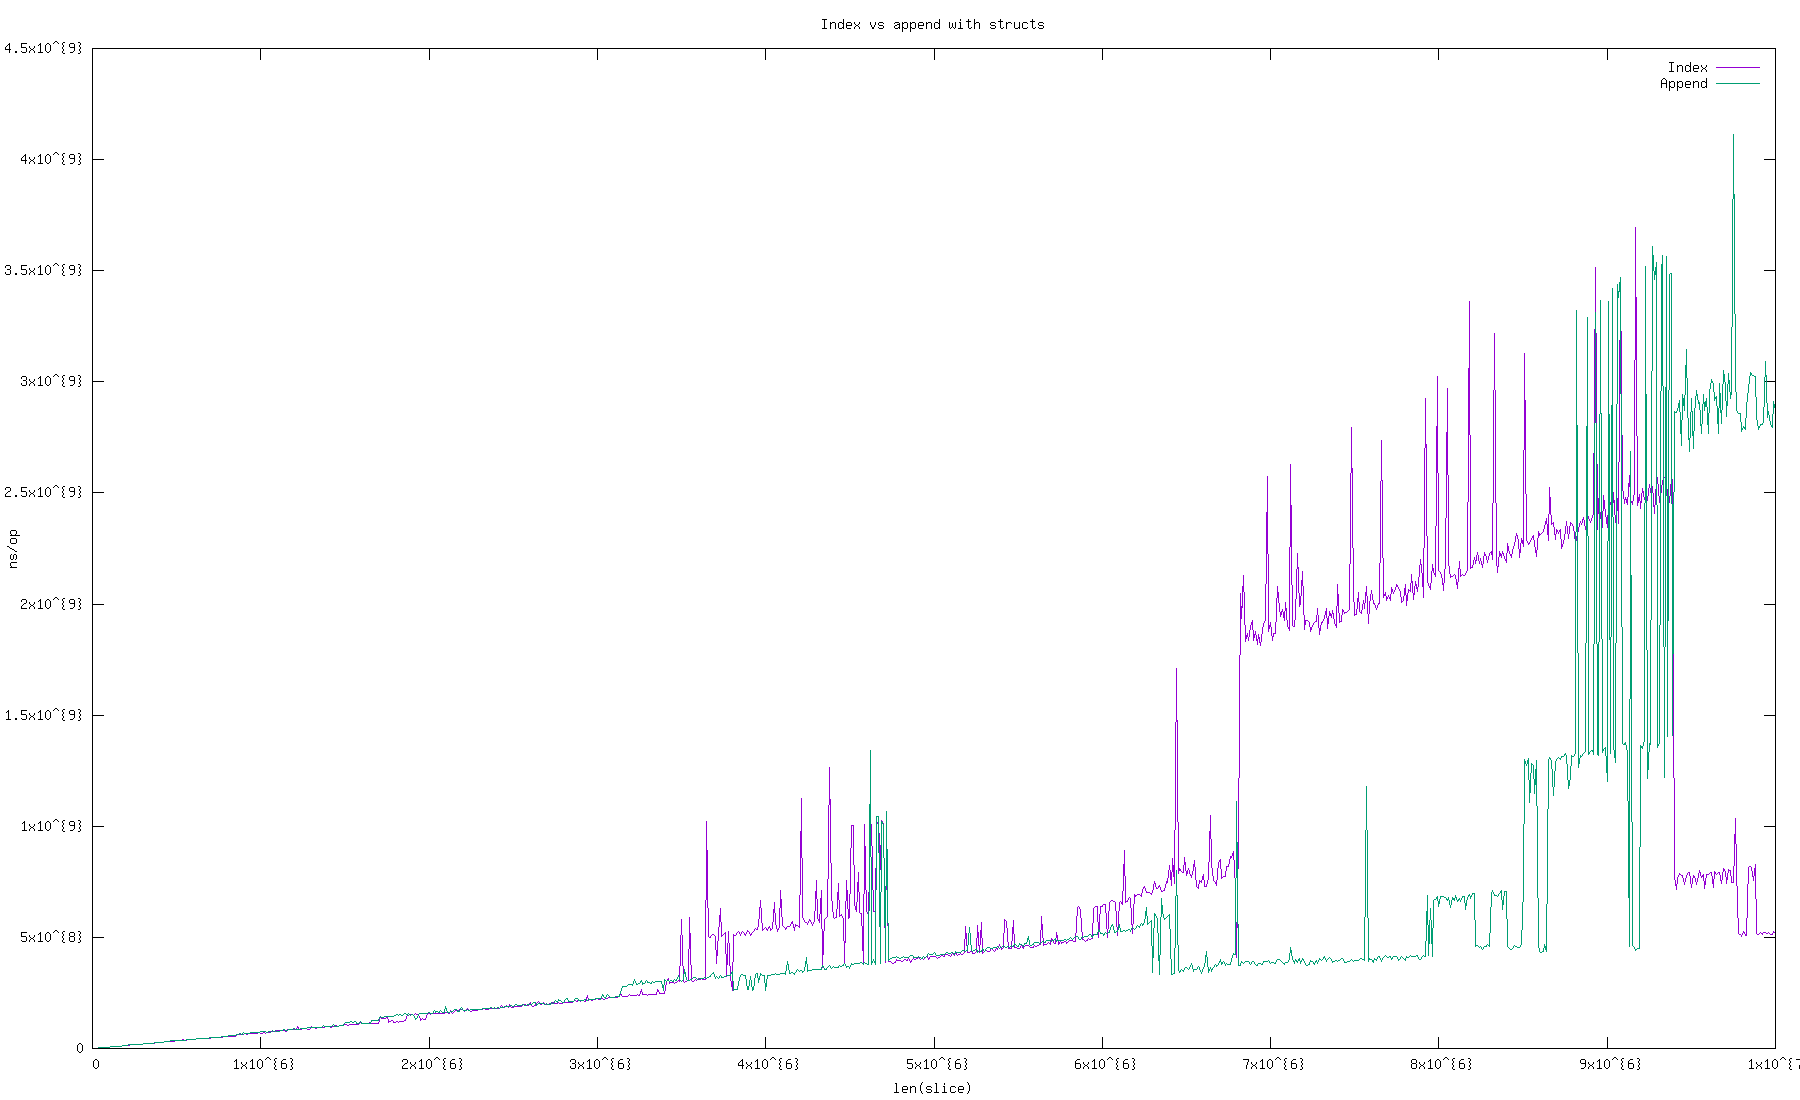 Index vs append with structs
4.5x10^{9}
4x10^{9}
3.5x10^{9}
3x10^{9}
2.5x10^{9}
2x10^{9}
1.5x10^{9}
1x10^{9}
5x10^{8}
0
ns/op
Index
Append
0 1x10^{6} 2x10^{6} 3x10^{6} 4x10^{6} 5x10^{6} 6x10^{6} 7x10^{6} 8x10^{6} 9x10^{6} 1x10^{7
len(slice)